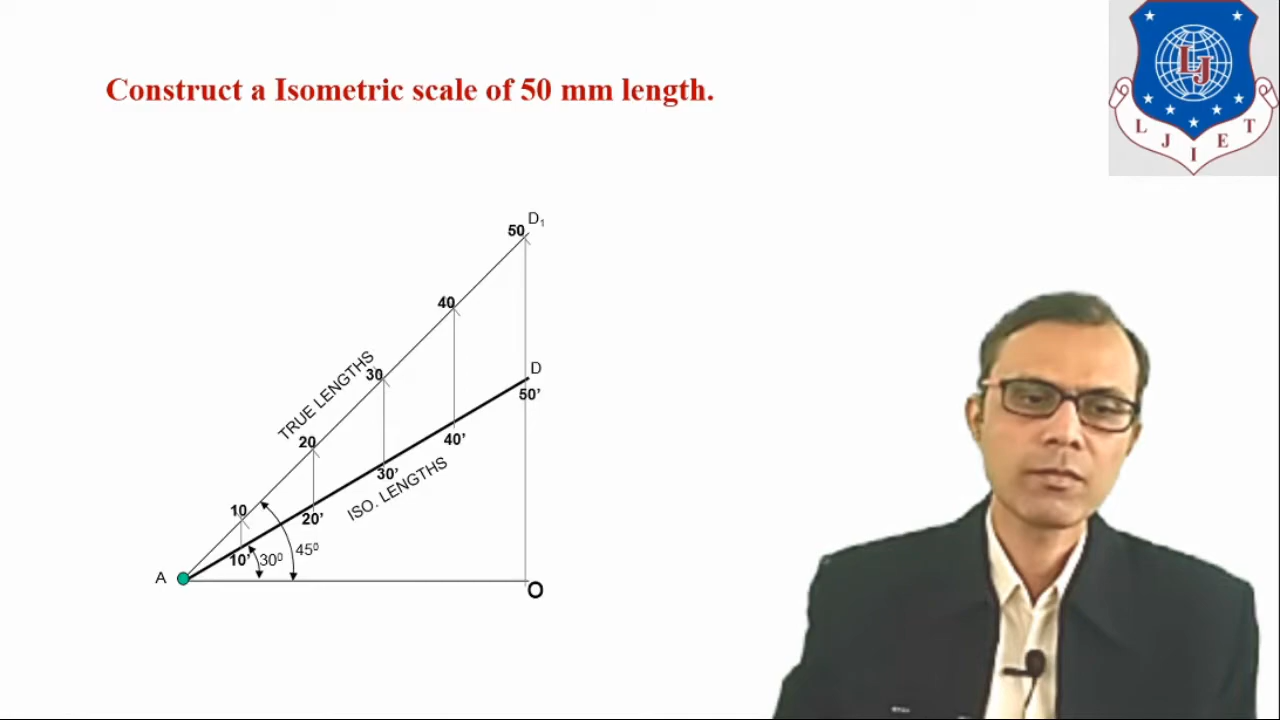 Construct a Isometric scale of 50 mm length.
L J I E T
LJ
50 D₁
40
TRUE LENGTHS
30
D
50’
20
40’
ISO. LENGTHS
30’
10
20’
45⁰
10’ 30⁰
A
O